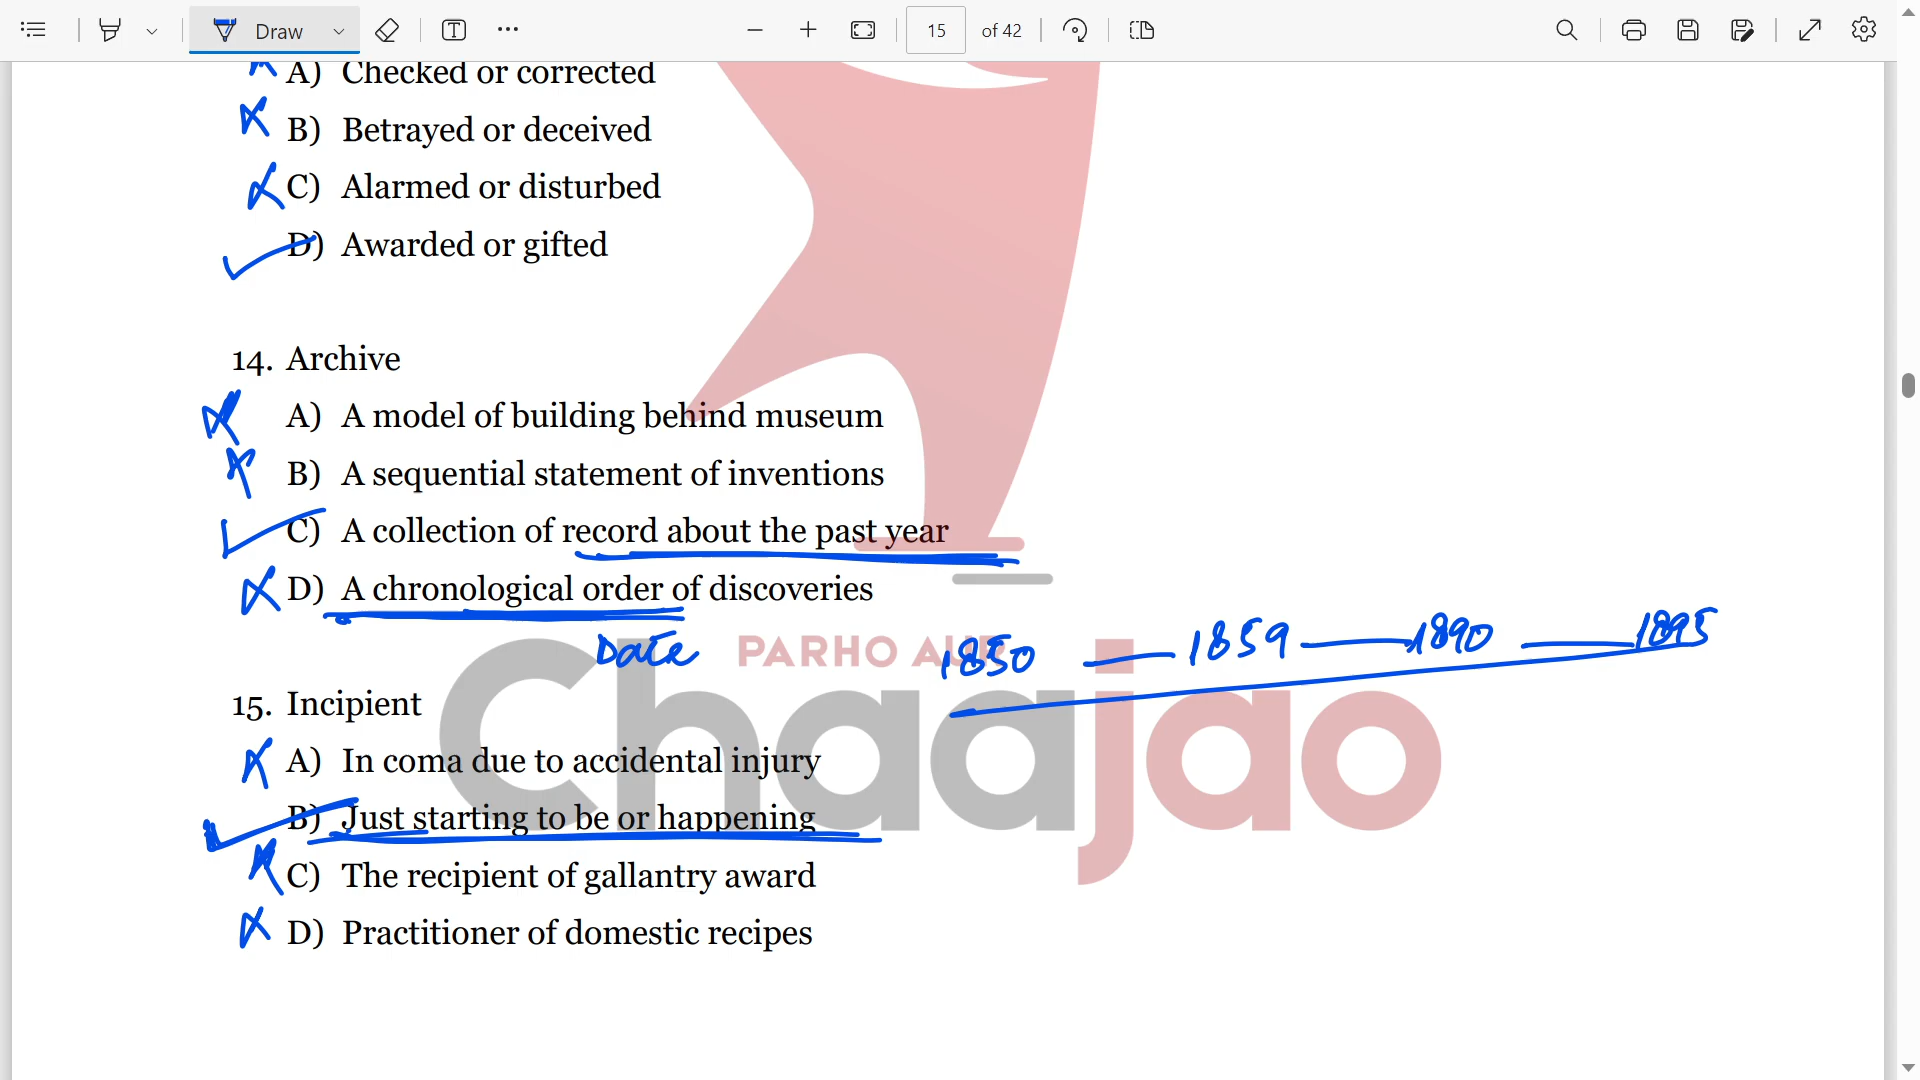 Draw
15 of 42
A) Checked or corrected
B) Betrayed or deceived
C) Alarmed or disturbed
D) Awarded or gifted
14. Archive
A) A model of building behind museum
B) A sequential statement of inventions
C) A collection of record about the past year
D) A chronological order of discoveries
Date 1850 — 1859 — 1890 — 1895
PARHO AUR
Chaajao
15. Incipient
A) In coma due to accidental injury
B) Just starting to be or happening
C) The recipient of gallantry award
D) Practitioner of domestic recipes